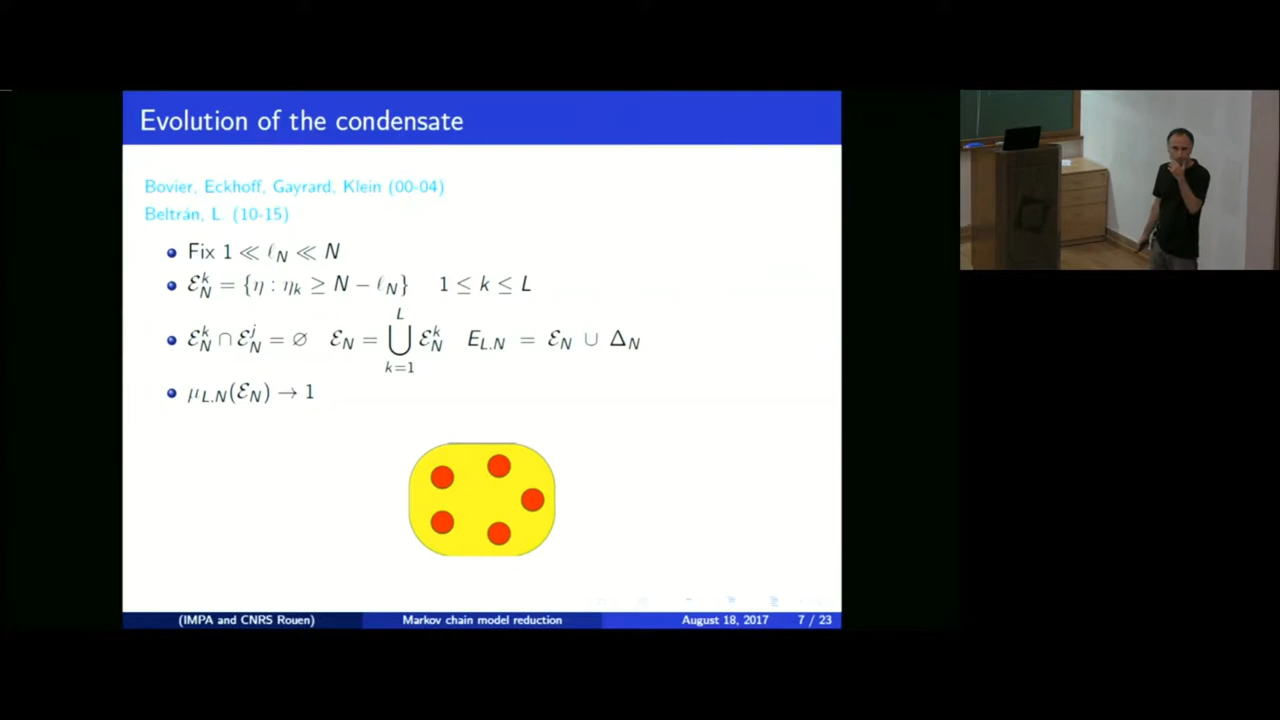 Evolution of the condensate
Bovier, Eckhoff, Gayrard, Klein (00-04)
Beltrán, L. (10-15)
Fix 1 ≪ ℓ_N ≪ N
ℰ_N^k = {η : η_k ≥ N − ℓ_N} 1 ≤ k ≤ L
ℰ_N^k ∩ ℰ_N^j = ∅ ℰ_N = ⋃_{k=1}^{L} ℰ_N^k E_{L,N} = ℰ_N ∪ Δ_N
μ_{L,N}(ℰ_N) → 1
(IMPA and CNRS Rouen) Markov chain model reduction August 18, 2017 7 / 23